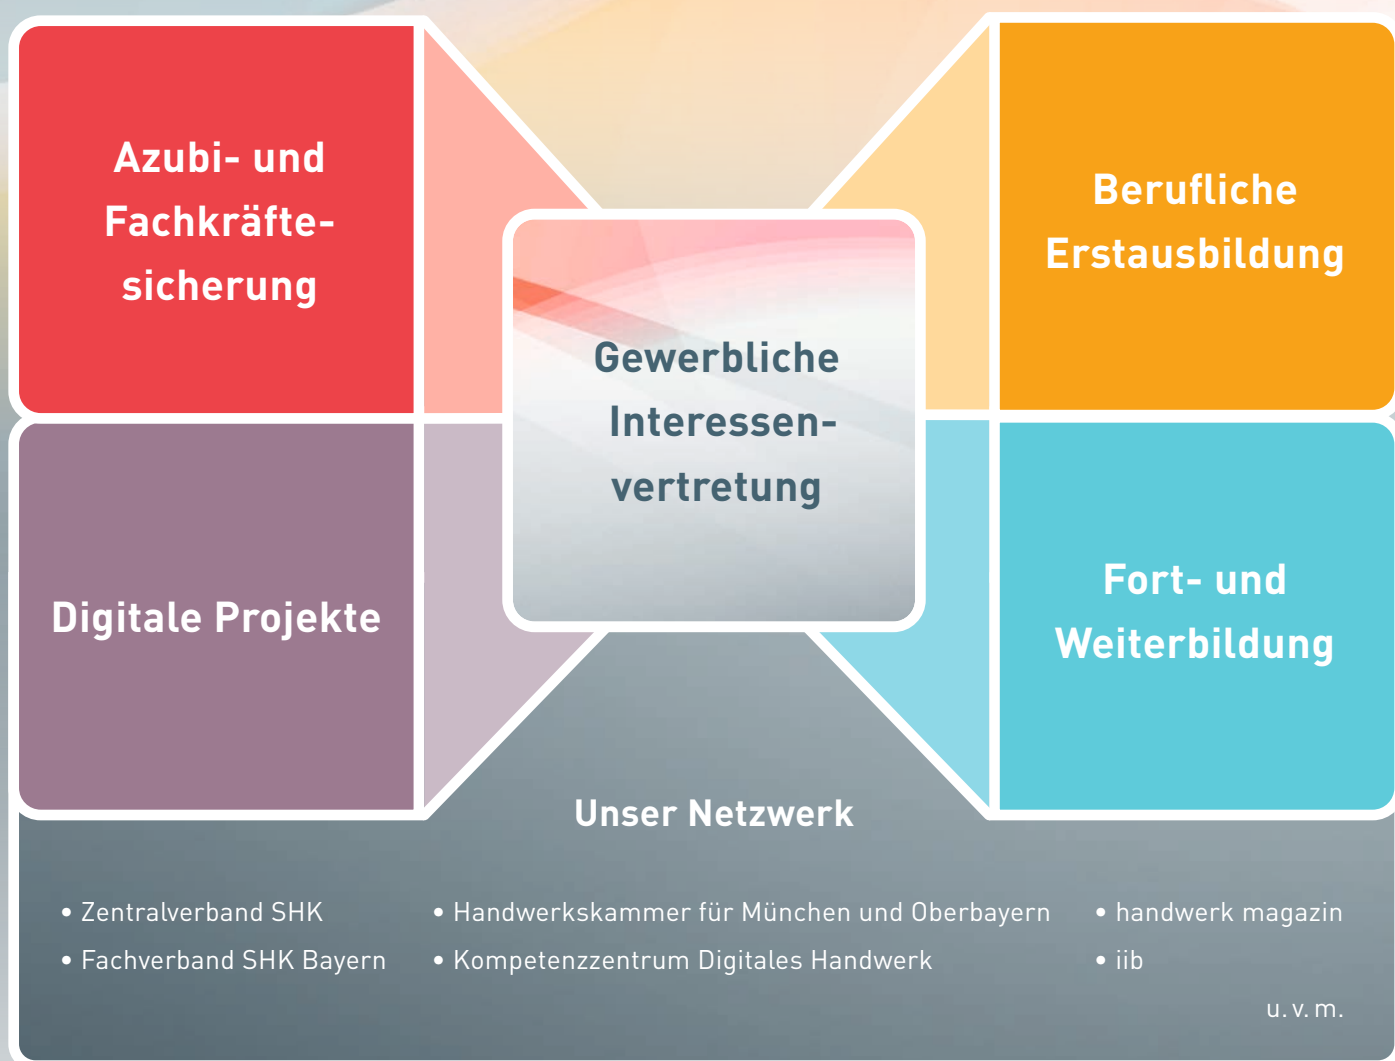 Azubi- und
Fachkräfte-
sicherung
Berufliche
Erstausbildung
Gewerbliche
Interessen-
vertretung
Digitale Projekte
Fort- und
Weiterbildung
Unser Netzwerk
• Zentralverband SHK
• Fachverband SHK Bayern
• Handwerkskammer für München und Oberbayern
• Kompetenzzentrum Digitales Handwerk
• handwerk magazin
• iib
u. v. m.